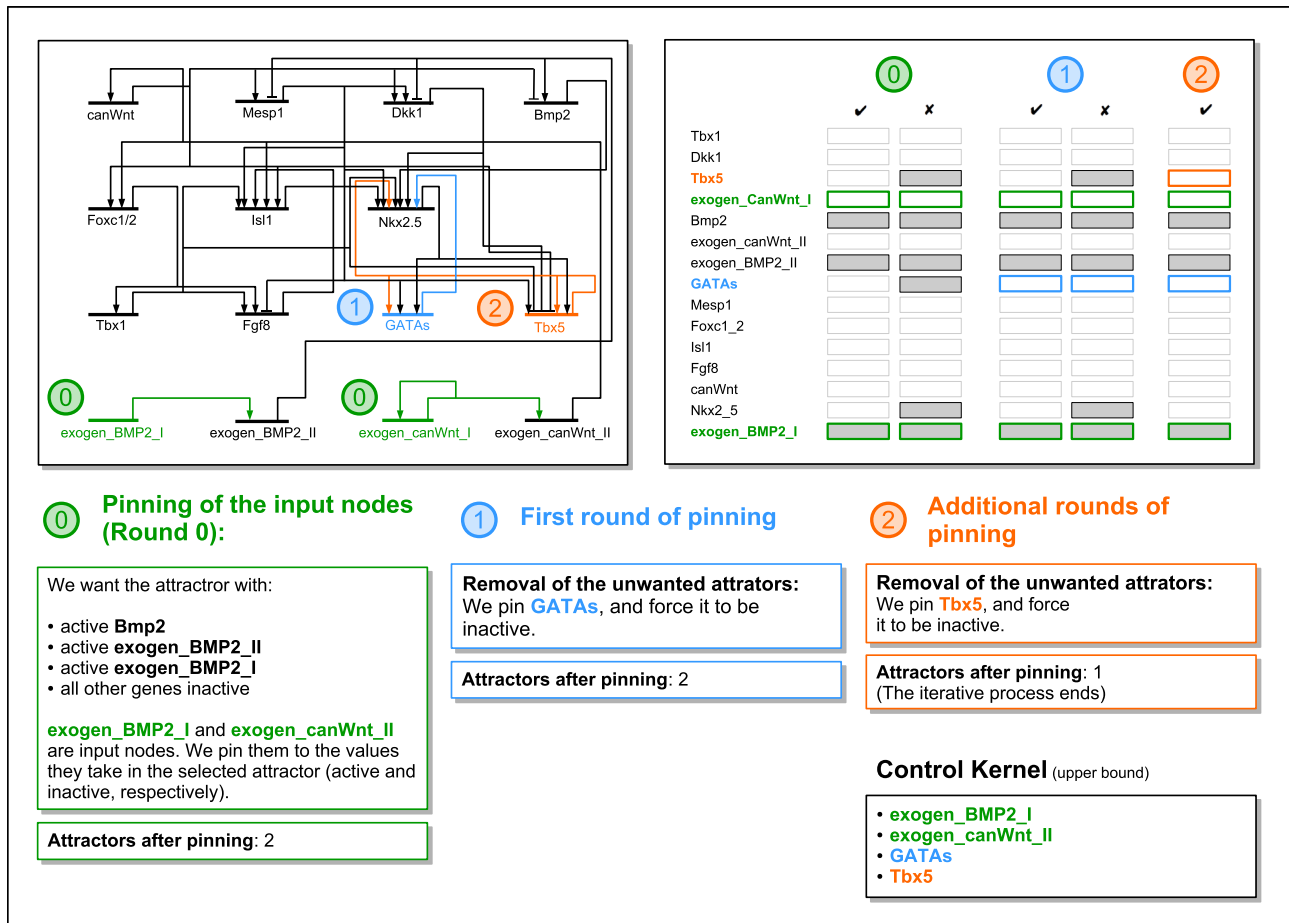 canWnt
Mesp1
Dkk1
Bmp2
Foxc1/2
Isl1
Nkx2.5
Tbx1
Fgf8
1
GATAs
2
Tbx5
0
exogen_BMP2_I
exogen_BMP2_II
0
exogen_canWnt_I
exogen_canWnt_II
0
1
2
✔ ✘ ✔ ✘ ✔
Tbx1
Dkk1
Tbx5
exogen_CanWnt_I
Bmp2
exogen_canWnt_II
exogen_BMP2_II
GATAs
Mesp1
Foxc1_2
Isl1
Fgf8
canWnt
Nkx2_5
exogen_BMP2_I
0
Pinning of the input nodes
(Round 0):
We want the attractror with:
• active Bmp2
• active exogen_BMP2_II
• active exogen_BMP2_I
• all other genes inactive
exogen_BMP2_I and exogen_canWnt_II
are input nodes. We pin them to the values
they take in the selected attractor (active and
inactive, respectively).
Attractors after pinning: 2
1
First round of pinning
Removal of the unwanted attrators:
We pin GATAs, and force it to be
inactive.
Attractors after pinning: 2
2
Additional rounds of
pinning
Removal of the unwanted attrators:
We pin Tbx5, and force
it to be inactive.
Attractors after pinning: 1
(The iterative process ends)
Control Kernel (upper bound)
• exogen_BMP2_I
• exogen_canWnt_II
• GATAs
• Tbx5